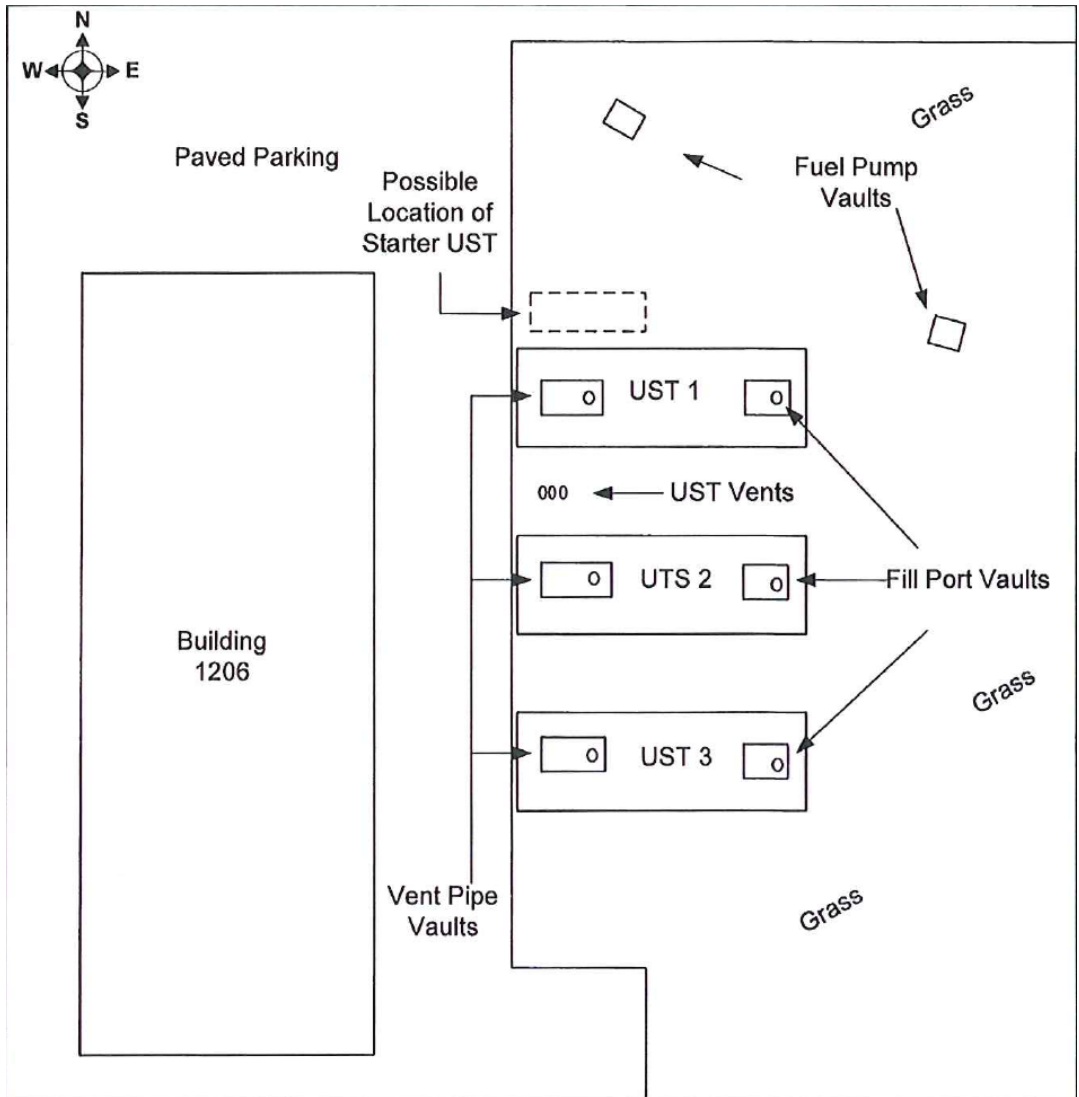 N
W E
S
Grass
Paved Parking
Fuel Pump
Vaults
Possible
Location of
Starter UST
UST 1
000 UST Vents
UTS 2
Fill Port Vaults
Building
1206
Grass
UST 3
Vent Pipe
Vaults
Grass